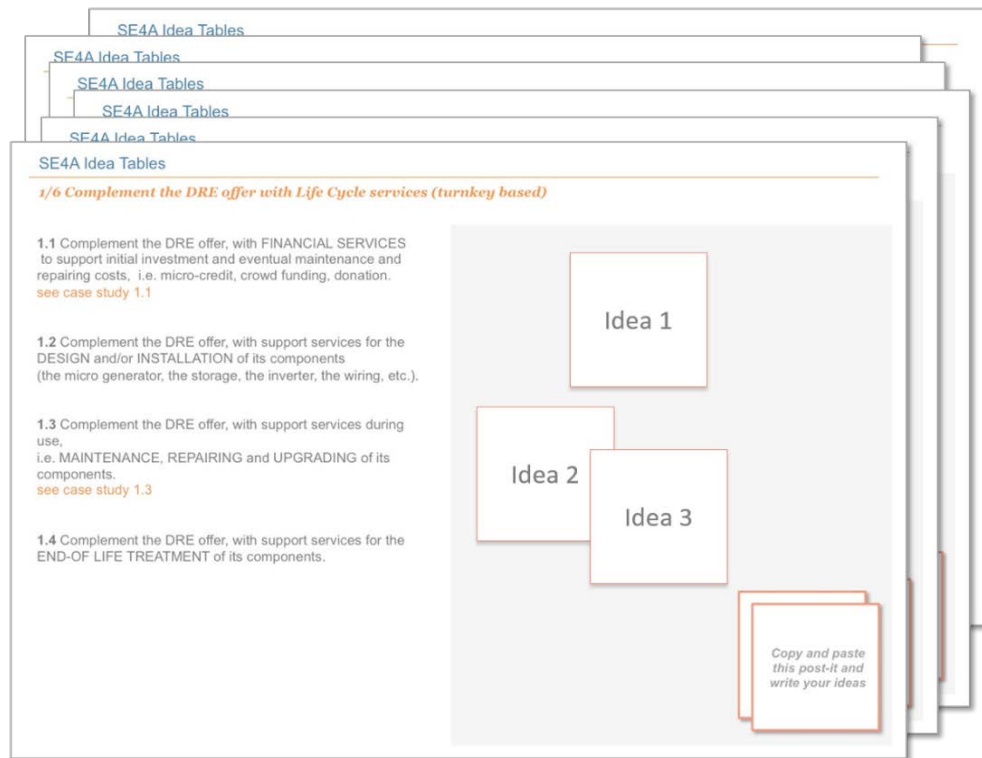 SE4A Idea Tables
SE4A Idea Tables
SE4A Idea Tables
SE4A Idea Tables
SE4A Idea Tables
SE4A Idea Tables
1/6 Complement the DRE offer with Life Cycle services (turnkey based)
1.1 Complement the DRE offer, with FINANCIAL SERVICES
to support initial investment and eventual maintenance and
repairing costs, i.e. micro-credit, crowd funding, donation.
see case study 1.1
1.2 Complement the DRE offer, with support services for the
DESIGN and/or INSTALLATION of its components
(the micro generator, the storage, the inverter, the wiring, etc.).
1.3 Complement the DRE offer, with support services during
use,
i.e. MAINTENANCE, REPAIRING and UPGRADING of its
components.
see case study 1.3
1.4 Complement the DRE offer, with support services for the
END-OF LIFE TREATMENT of its components.
Idea 1
Idea 2
Idea 3
Copy and paste
this post-it and
write your ideas